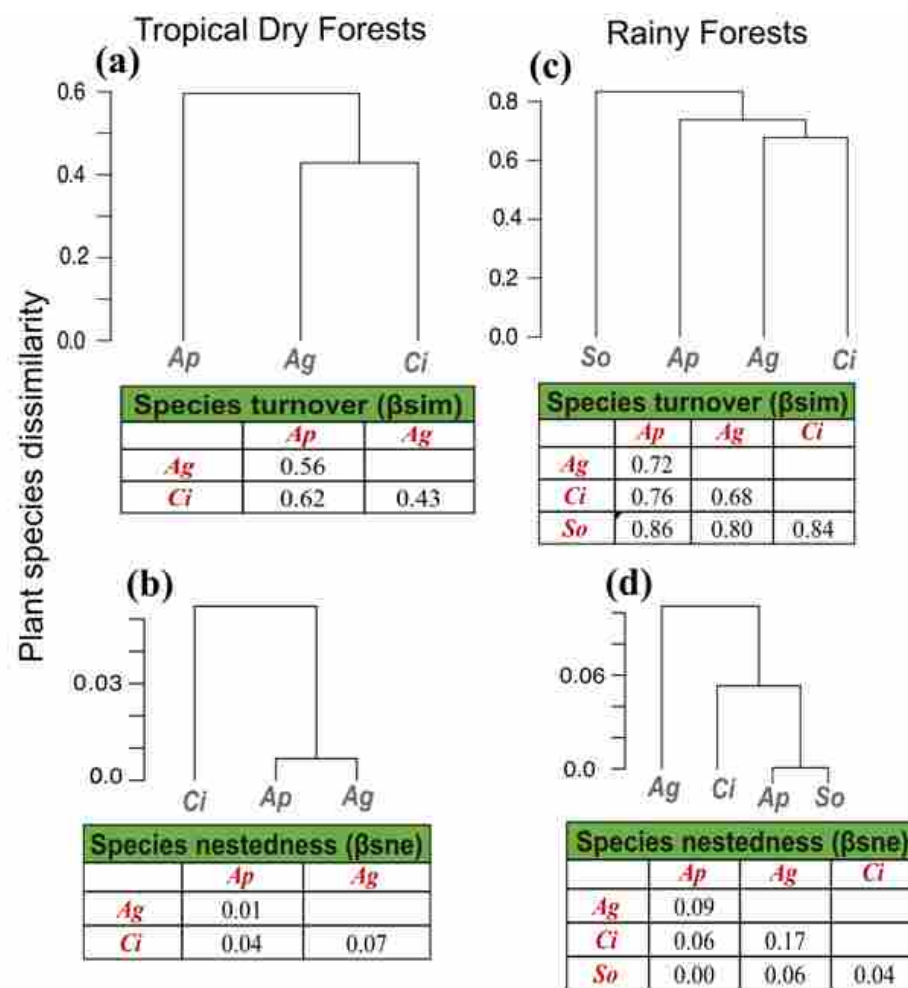 Tropical Dry Forests
Rainy Forests
Plant species dissimilarity
(a)
0.6
0.4
0.2
0.0
Ap Ag Ci
Species turnover (βsim)
Ap Ag
Ag 0.56
Ci 0.62 0.43
(c)
0.8
0.6
0.4
0.2
0.0
So Ap Ag Ci
Species turnover (βsim)
Ap Ag Ci
Ag 0.72
Ci 0.76 0.68
So 0.86 0.80 0.84
(b)
0.03
0.0
Ci Ap Ag
Species nestedness (βsne)
Ap Ag
Ag 0.01
Ci 0.04 0.07
(d)
0.06
0.0
Ag Ci Ap So
Species nestedness (βsne)
Ap Ag Ci
Ag 0.09
Ci 0.06 0.17
So 0.00 0.06 0.04